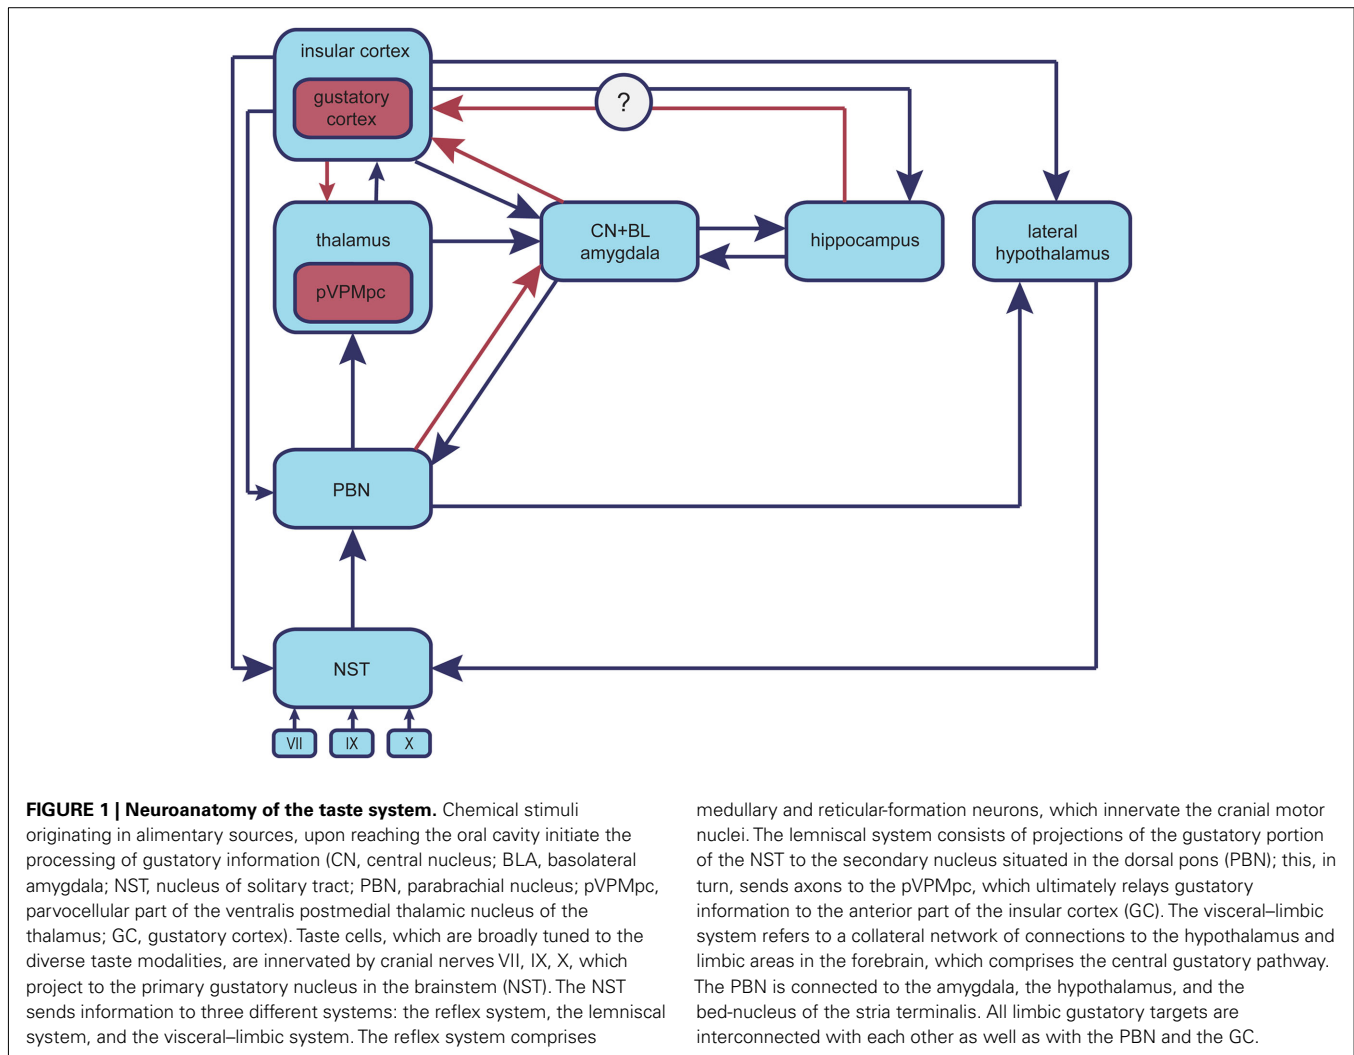 insular cortex
gustatory
cortex
?
thalamus
pVPMpc
CN+BL
amygdala
hippocampus
lateral
hypothalamus
PBN
NST
VII
IX
X
FIGURE 1 | Neuroanatomy of the taste system. Chemical stimuli
originating in alimentary sources, upon reaching the oral cavity initiate the
processing of gustatory information (CN, central nucleus; BLA, basolateral
amygdala; NST, nucleus of solitary tract; PBN, parabrachial nucleus; pVPMpc,
parvocellular part of the ventralis postmedial thalamic nucleus of the
thalamus; GC, gustatory cortex). Taste cells, which are broadly tuned to the
diverse taste modalities, are innervated by cranial nerves VII, IX, X, which
project to the primary gustatory nucleus in the brainstem (NST). The NST
sends information to three different systems: the reflex system, the lemniscal
system, and the visceral–limbic system. The reflex system comprises
medullary and reticular-formation neurons, which innervate the cranial motor
nuclei. The lemniscal system consists of projections of the gustatory portion
of the NST to the secondary nucleus situated in the dorsal pons (PBN); this, in
turn, sends axons to the pVPMpc, which ultimately relays gustatory
information to the anterior part of the insular cortex (GC). The visceral–limbic
system refers to a collateral network of connections to the hypothalamus and
limbic areas in the forebrain, which comprises the central gustatory pathway.
The PBN is connected to the amygdala, the hypothalamus, and the
bed-nucleus of the stria terminalis. All limbic gustatory targets are
interconnected with each other as well as with the PBN and the GC.